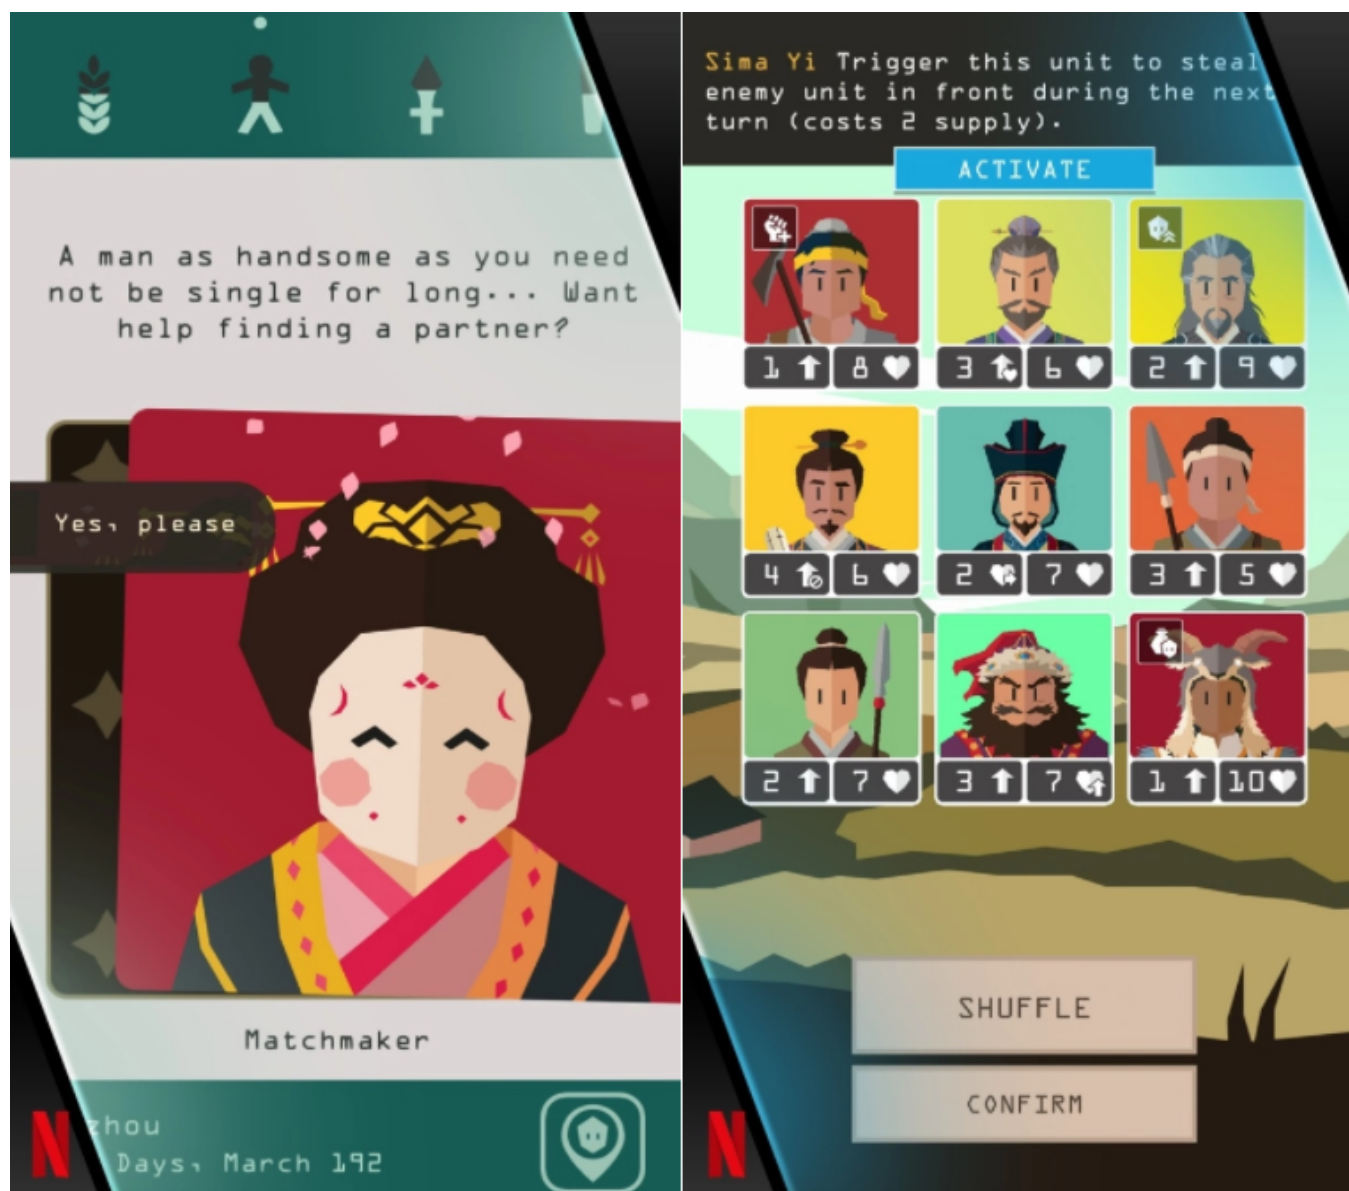 A man as handsome as you need
not be single for long... Want
help finding a partner?
Yes, please
Matchmaker
zhou
Days, March 192
N
Sima Yi Trigger this unit to steal
enemy unit in front during the next
turn (costs 2 supply).
ACTIVATE
1 8 3 6 2 9
4 6 2 7 3 5
2 7 3 7 1 10
SHUFFLE
CONFIRM
N